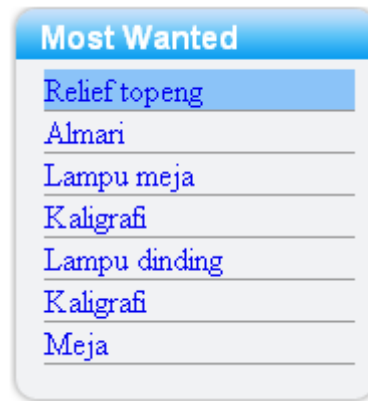 Most Wanted
Relief topeng
Almari
Lampu meja
Kaligrafi
Lampu dinding
Kaligrafi
Meja